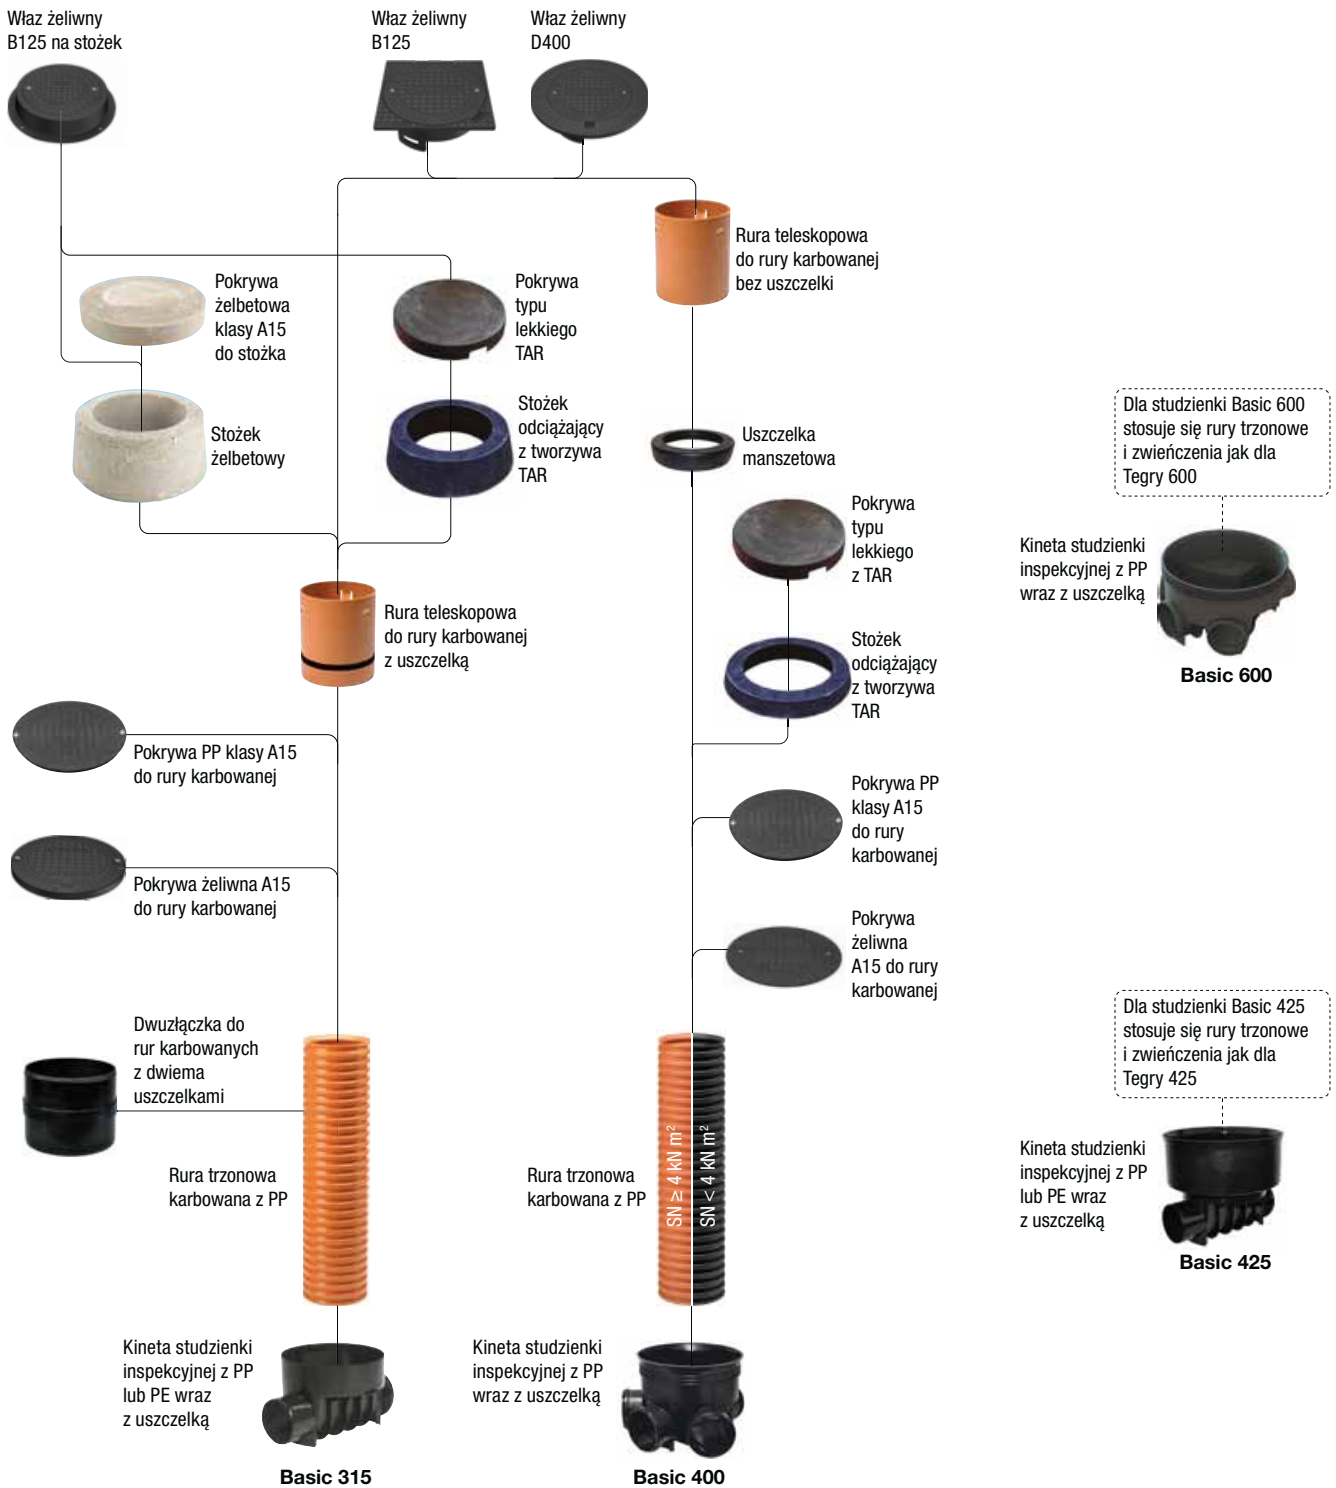 Właz żeliwny
B125 na stożek
Właz żeliwny
B125
Właz żeliwny
D400
Rura teleskopowa
do rury karbowanej
bez uszczelki
Pokrywa
żelbetowa
klasy A15
do stożka
Pokrywa
typu
lekkiego
TAR
Stożek
żelbetowy
Stożek
odciążający
z tworzywa
TAR
Uszczelka
manszetowa
Dla studzienki Basic 600
stosuje się rury trzonowe
i zwieńczenia jak dla
Tegry 600
Pokrywa
typu
lekkiego
z TAR
Kineta studzienki
inspekcyjnej z PP
wraz z uszczelką
Basic 600
Rura teleskopowa
do rury karbowanej
z uszczelką
Stożek
odciążający
z tworzywa
TAR
Pokrywa PP klasy A15
do rury karbowanej
Pokrywa PP
klasy A15
do rury
karbowanej
Pokrywa żeliwna A15
do rury karbowanej
Pokrywa
żeliwna
A15 do rury
karbowanej
Dwuzłączka do
rur karbowanych
z dwiema
uszczelkami
Dla studzienki Basic 425
stosuje się rury trzonowe
i zwieńczenia jak dla
Tegry 425
Rura trzonowa
karbowana z PP
Rura trzonowa
karbowana z PP
SN ≥ 4 kN m²
SN < 4 kN m²
Kineta studzienki
inspekcyjnej z PP
lub PE wraz
z uszczelką
Basic 425
Kineta studzienki
inspekcyjnej z PP
lub PE wraz
z uszczelką
Basic 315
Kineta studzienki
inspekcyjnej z PP
wraz z uszczelką
Basic 400